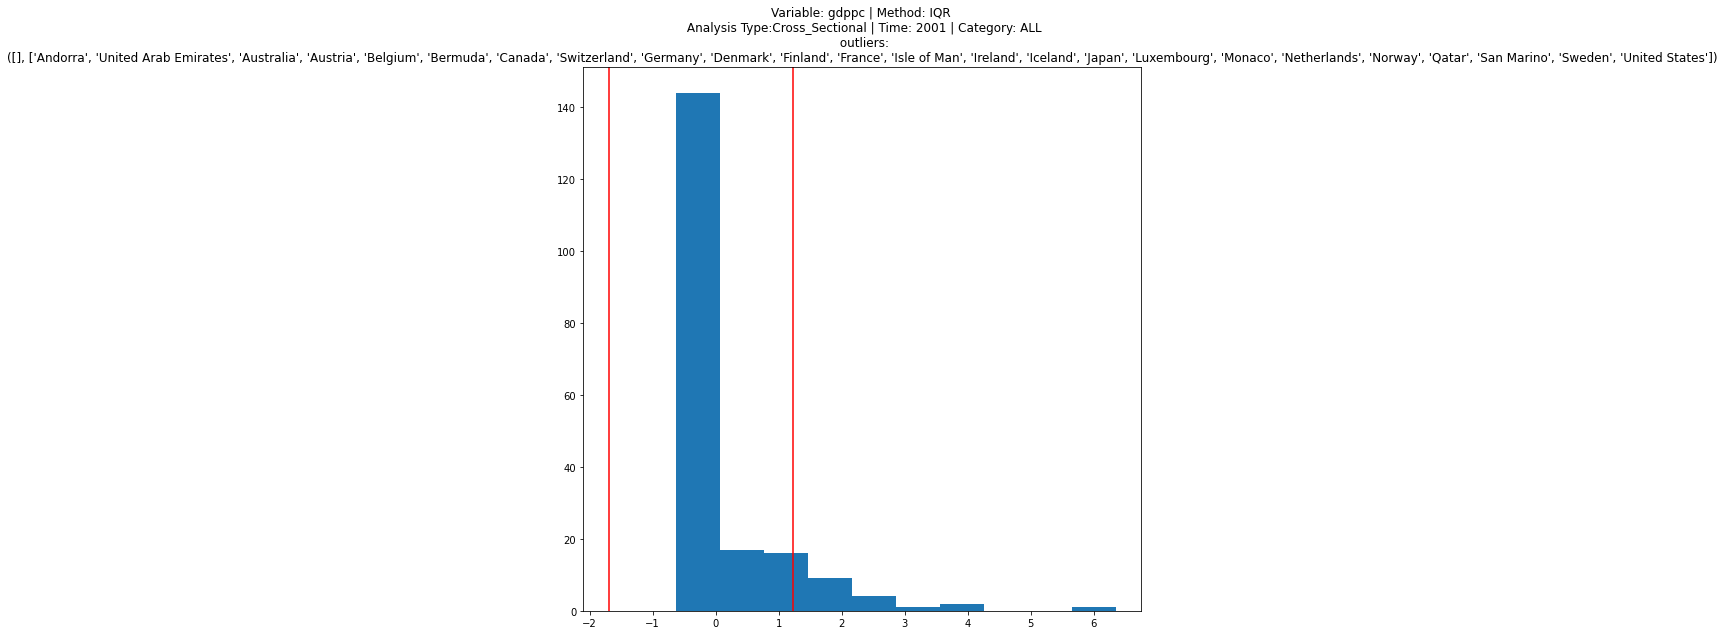 Variable: gdppc | Method: IQR
Analysis Type:Cross_Sectional | Time: 2001 | Category: ALL
outliers:
([], ['Andorra', 'United Arab Emirates', 'Australia', 'Austria', 'Belgium', 'Bermuda', 'Canada', 'Switzerland', 'Germany', 'Denmark', 'Finland', 'France', 'Isle of Man', 'Ireland', 'Iceland', 'Japan', 'Luxembourg', 'Monaco', 'Netherlands', 'Norway', 'Qatar', 'San Marino', 'Sweden', 'United States'])
140
120
100
80
60
40
20
0
−2 −1 0 1 2 3 4 5 6